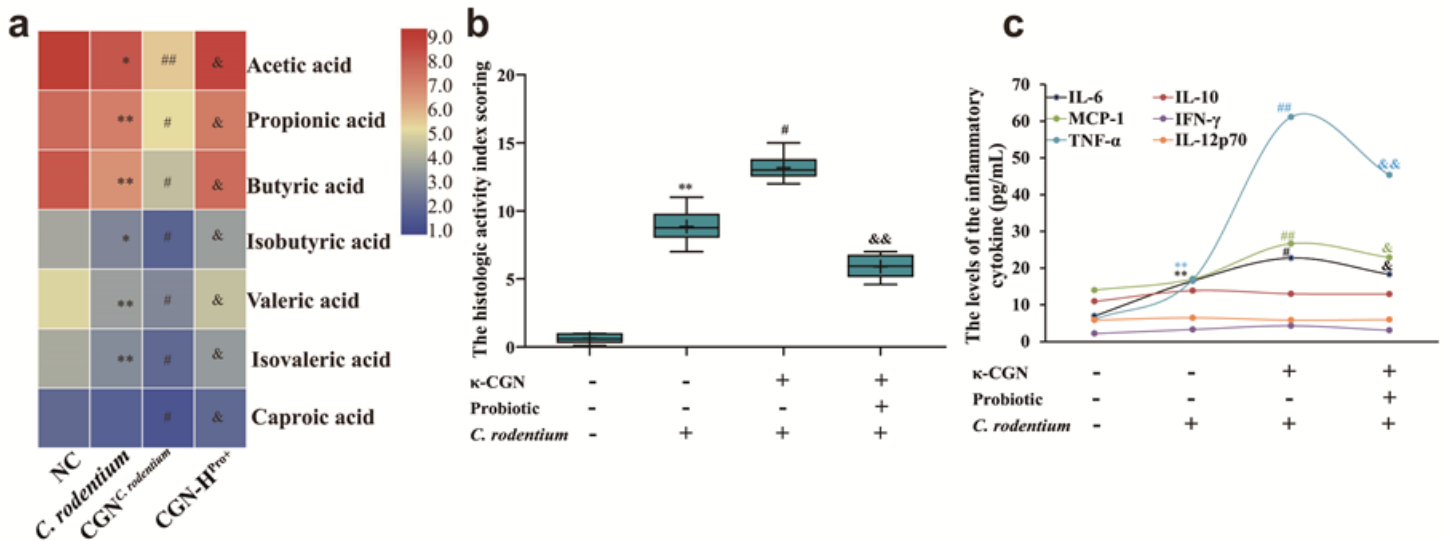 a
* ## & Acetic acid
** # & Propionic acid
** # & Butyric acid
* # & Isobutyric acid
** # & Valeric acid
** # & Isovaleric acid
# & Caproic acid
NC
C. rodentium
CGN^C. rodentium
CGN-H^Pro+
9.0
8.0
7.0
6.0
5.0
4.0
3.0
2.0
1.0
b
The histologic activity index scoring
20
15
10
5
0
**
#
&&
κ-CGN - - + +
Probiotic - - - +
C. rodentium - + + +
c
The levels of the inflammatory
cytokine (pg/mL)
70
60
50
40
30
20
10
0
IL-6 IL-10
MCP-1 IFN-γ
TNF-α IL-12p70
##
&&
##
&
#
&
**
**
κ-CGN - - + +
Probiotic - - - +
C. rodentium - + + +